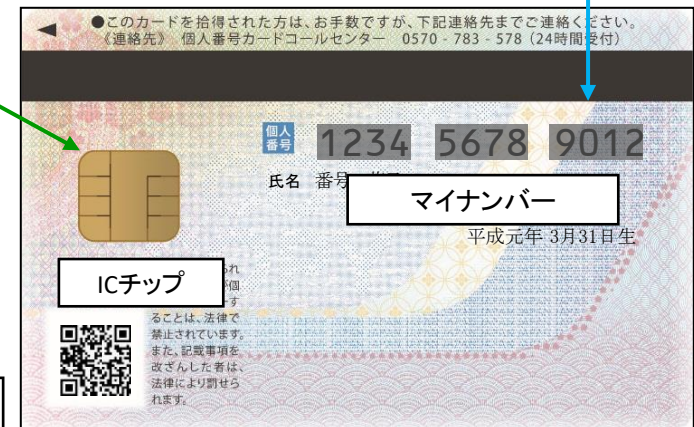 ●このカードを拾得された方は、お手数ですが、下記連絡先までご連絡ください。
《連絡先》 個人番号カードコールセンター 0570-783-578(24時間受付)
個人
番号
1234 5678 9012
氏名 番号
マイナンバー
平成元年 3月31日生
ICチップ
ることは、法律で
禁止されています。
また、記載事項を
改ざんした者は、
法律により罰せら
れます。